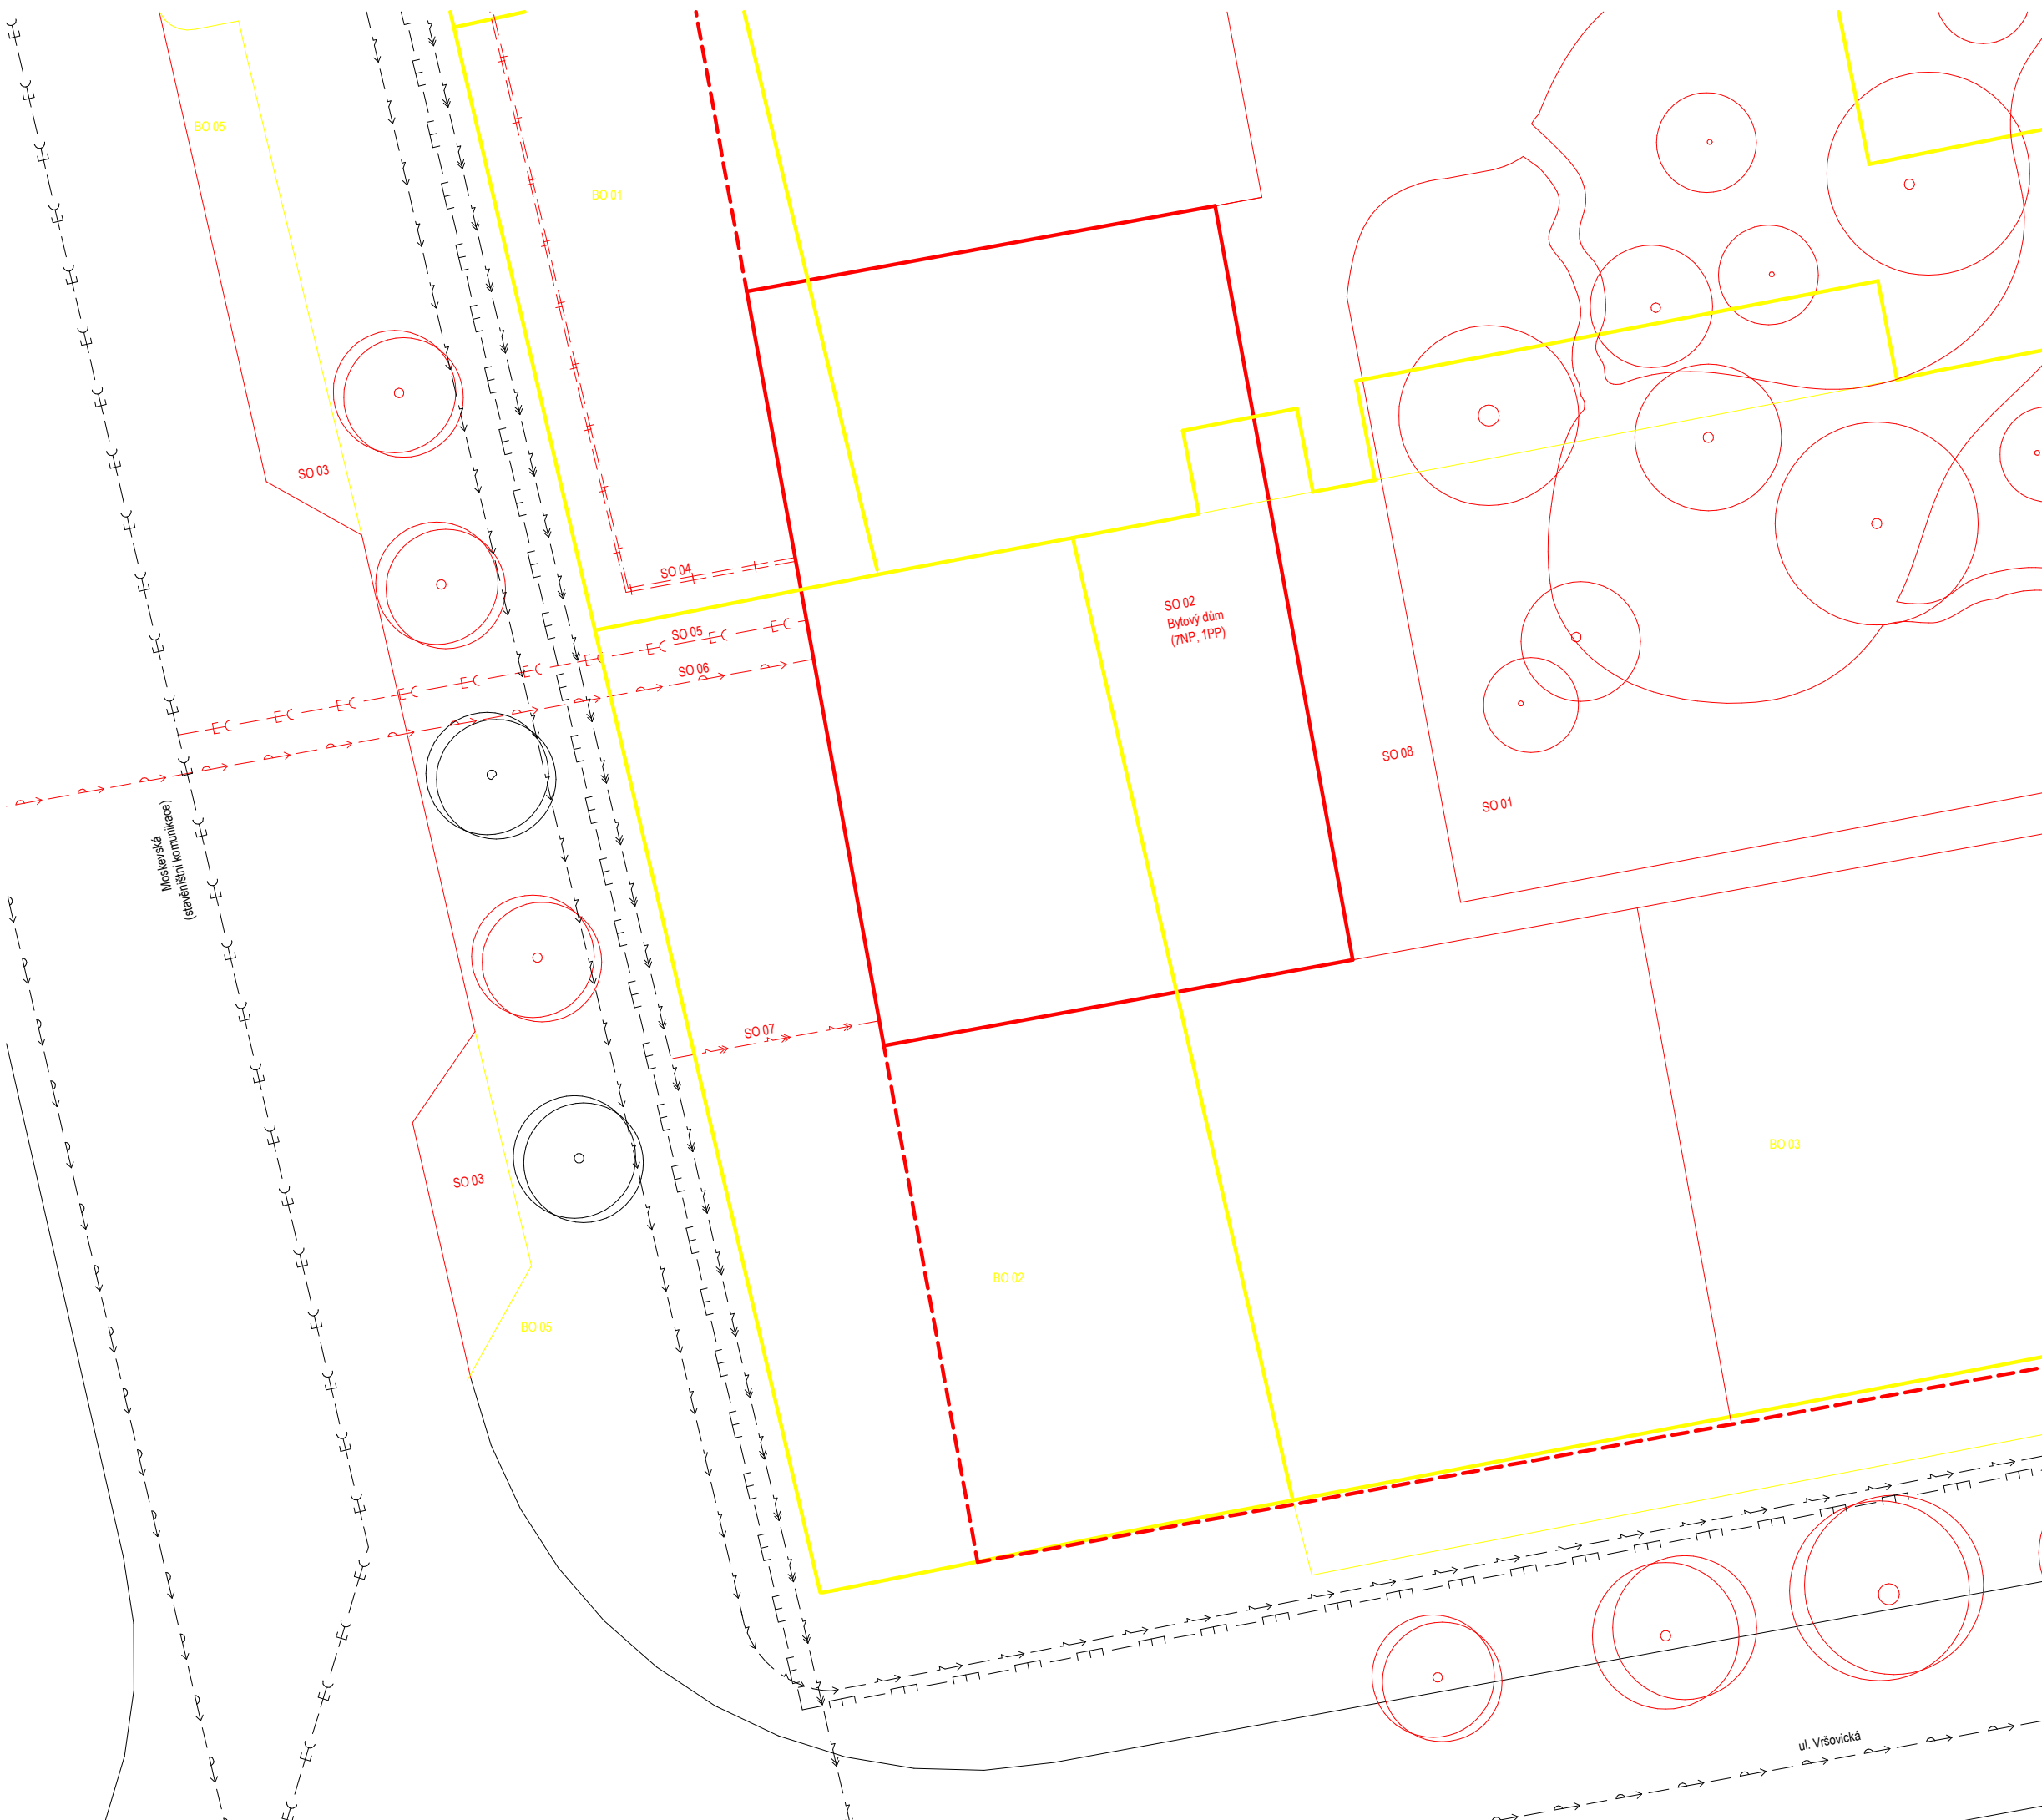 BO 05
BO 01
SO 03
SO 04
SO 02
Bytový dům
(7NP, 1PP)
SO 05
SO 06
SO 08
SO 01
Moskevská
(stavěništní komunikace)
SO 07
BO 03
SO 03
BO 02
BO 05
ul. Vršovická